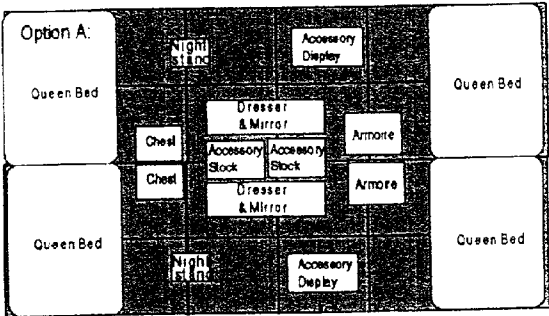 Option A:
Queen Bed
Night
stand
Accessory
Display
Queen Bed
Dresser
& Mirror
Chest
Accessory
Stock
Accessory
Stock
Armoire
Chest
Dresser
& Mirror
Armoire
Queen Bed
Night
stand
Accessory
Display
Queen Bed